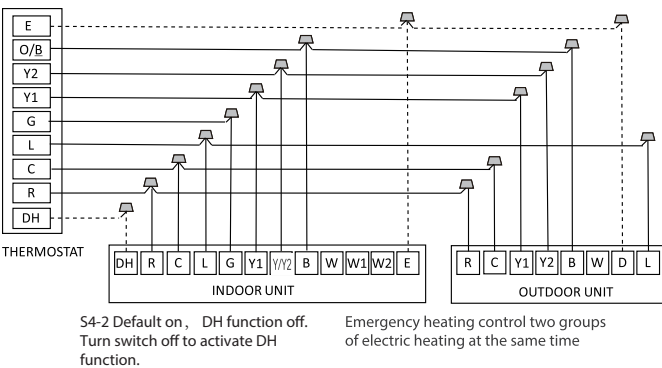 E
O/B
Y2
Y1
G
L
C
R
DH
THERMOSTAT
DH R C L G Y1 Y/Y2 B W W1 W2 E
INDOOR UNIT
R C Y1 Y2 B W D L
OUTDOOR UNIT
S4-2 Default on， DH function off.
Turn switch off to activate DH
function.
Emergency heating control two groups
of electric heating at the same time